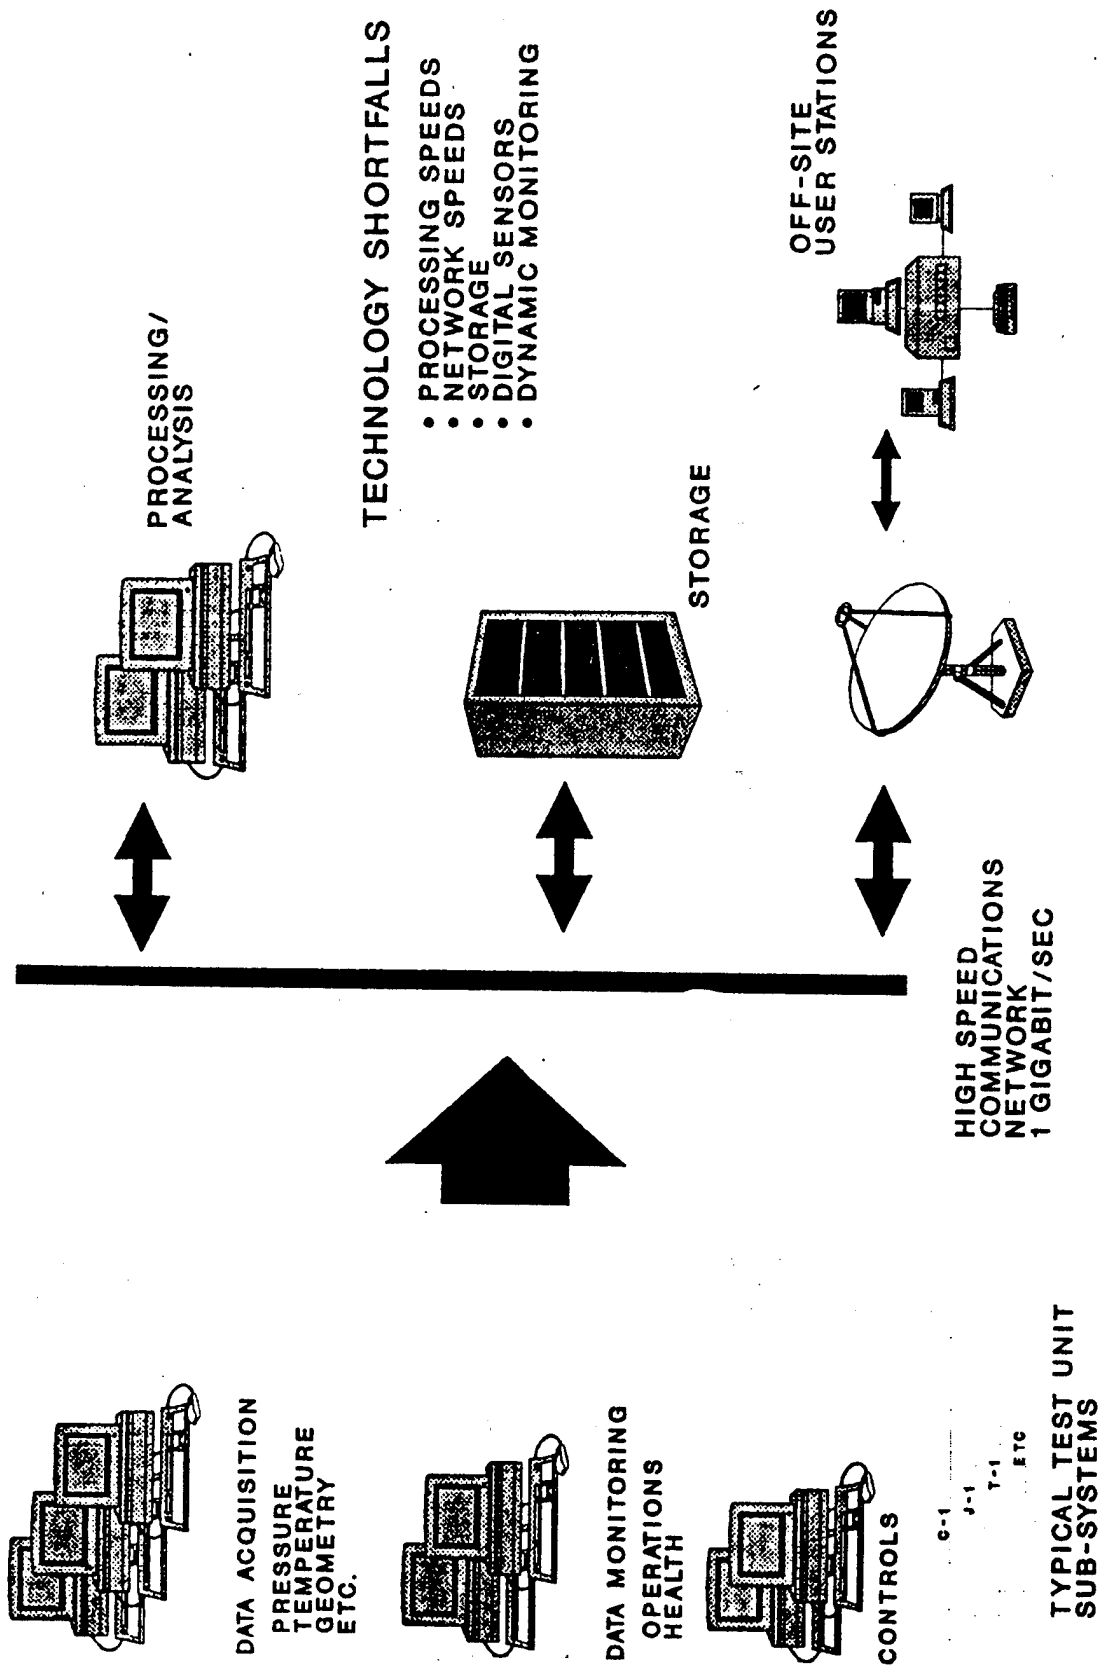 DATA ACQUISITION
PRESSURE
TEMPERATURE
GEOMETRY
ETC.
DATA MONITORING
OPERATIONS
HEALTH
CONTROLS
C-1
J-1
T-1
ETC
TYPICAL TEST UNIT
SUB-SYSTEMS
HIGH SPEED
COMMUNICATIONS
NETWORK
1 GIGABIT/SEC
PROCESSING/
ANALYSIS
TECHNOLOGY SHORTFALLS
• PROCESSING SPEEDS
• NETWORK SPEEDS
• STORAGE
• DIGITAL SENSORS
• DYNAMIC MONITORING
STORAGE
OFF-SITE
USER STATIONS